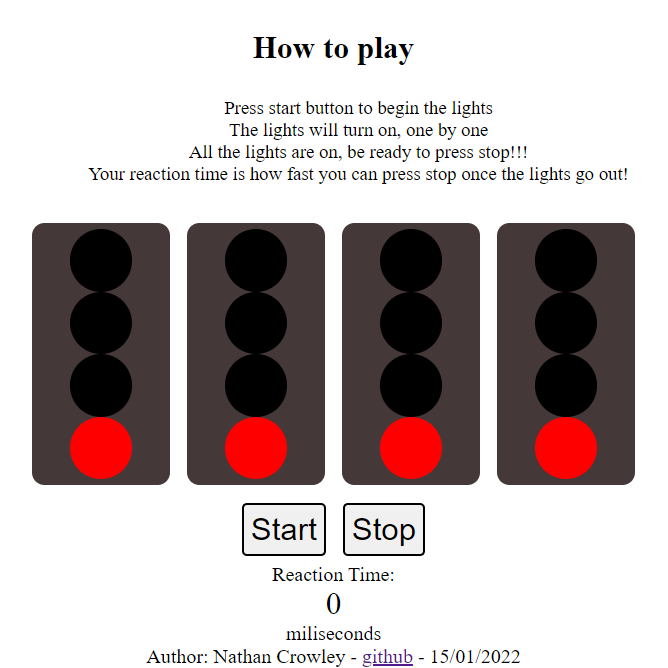 How to play
Press start button to begin the lights
The lights will turn on, one by one
All the lights are on, be ready to press stop!!!
Your reaction time is how fast you can press stop once the lights go out!
Start Stop
Reaction Time:
0
miliseconds
Author: Nathan Crowley - github - 15/01/2022